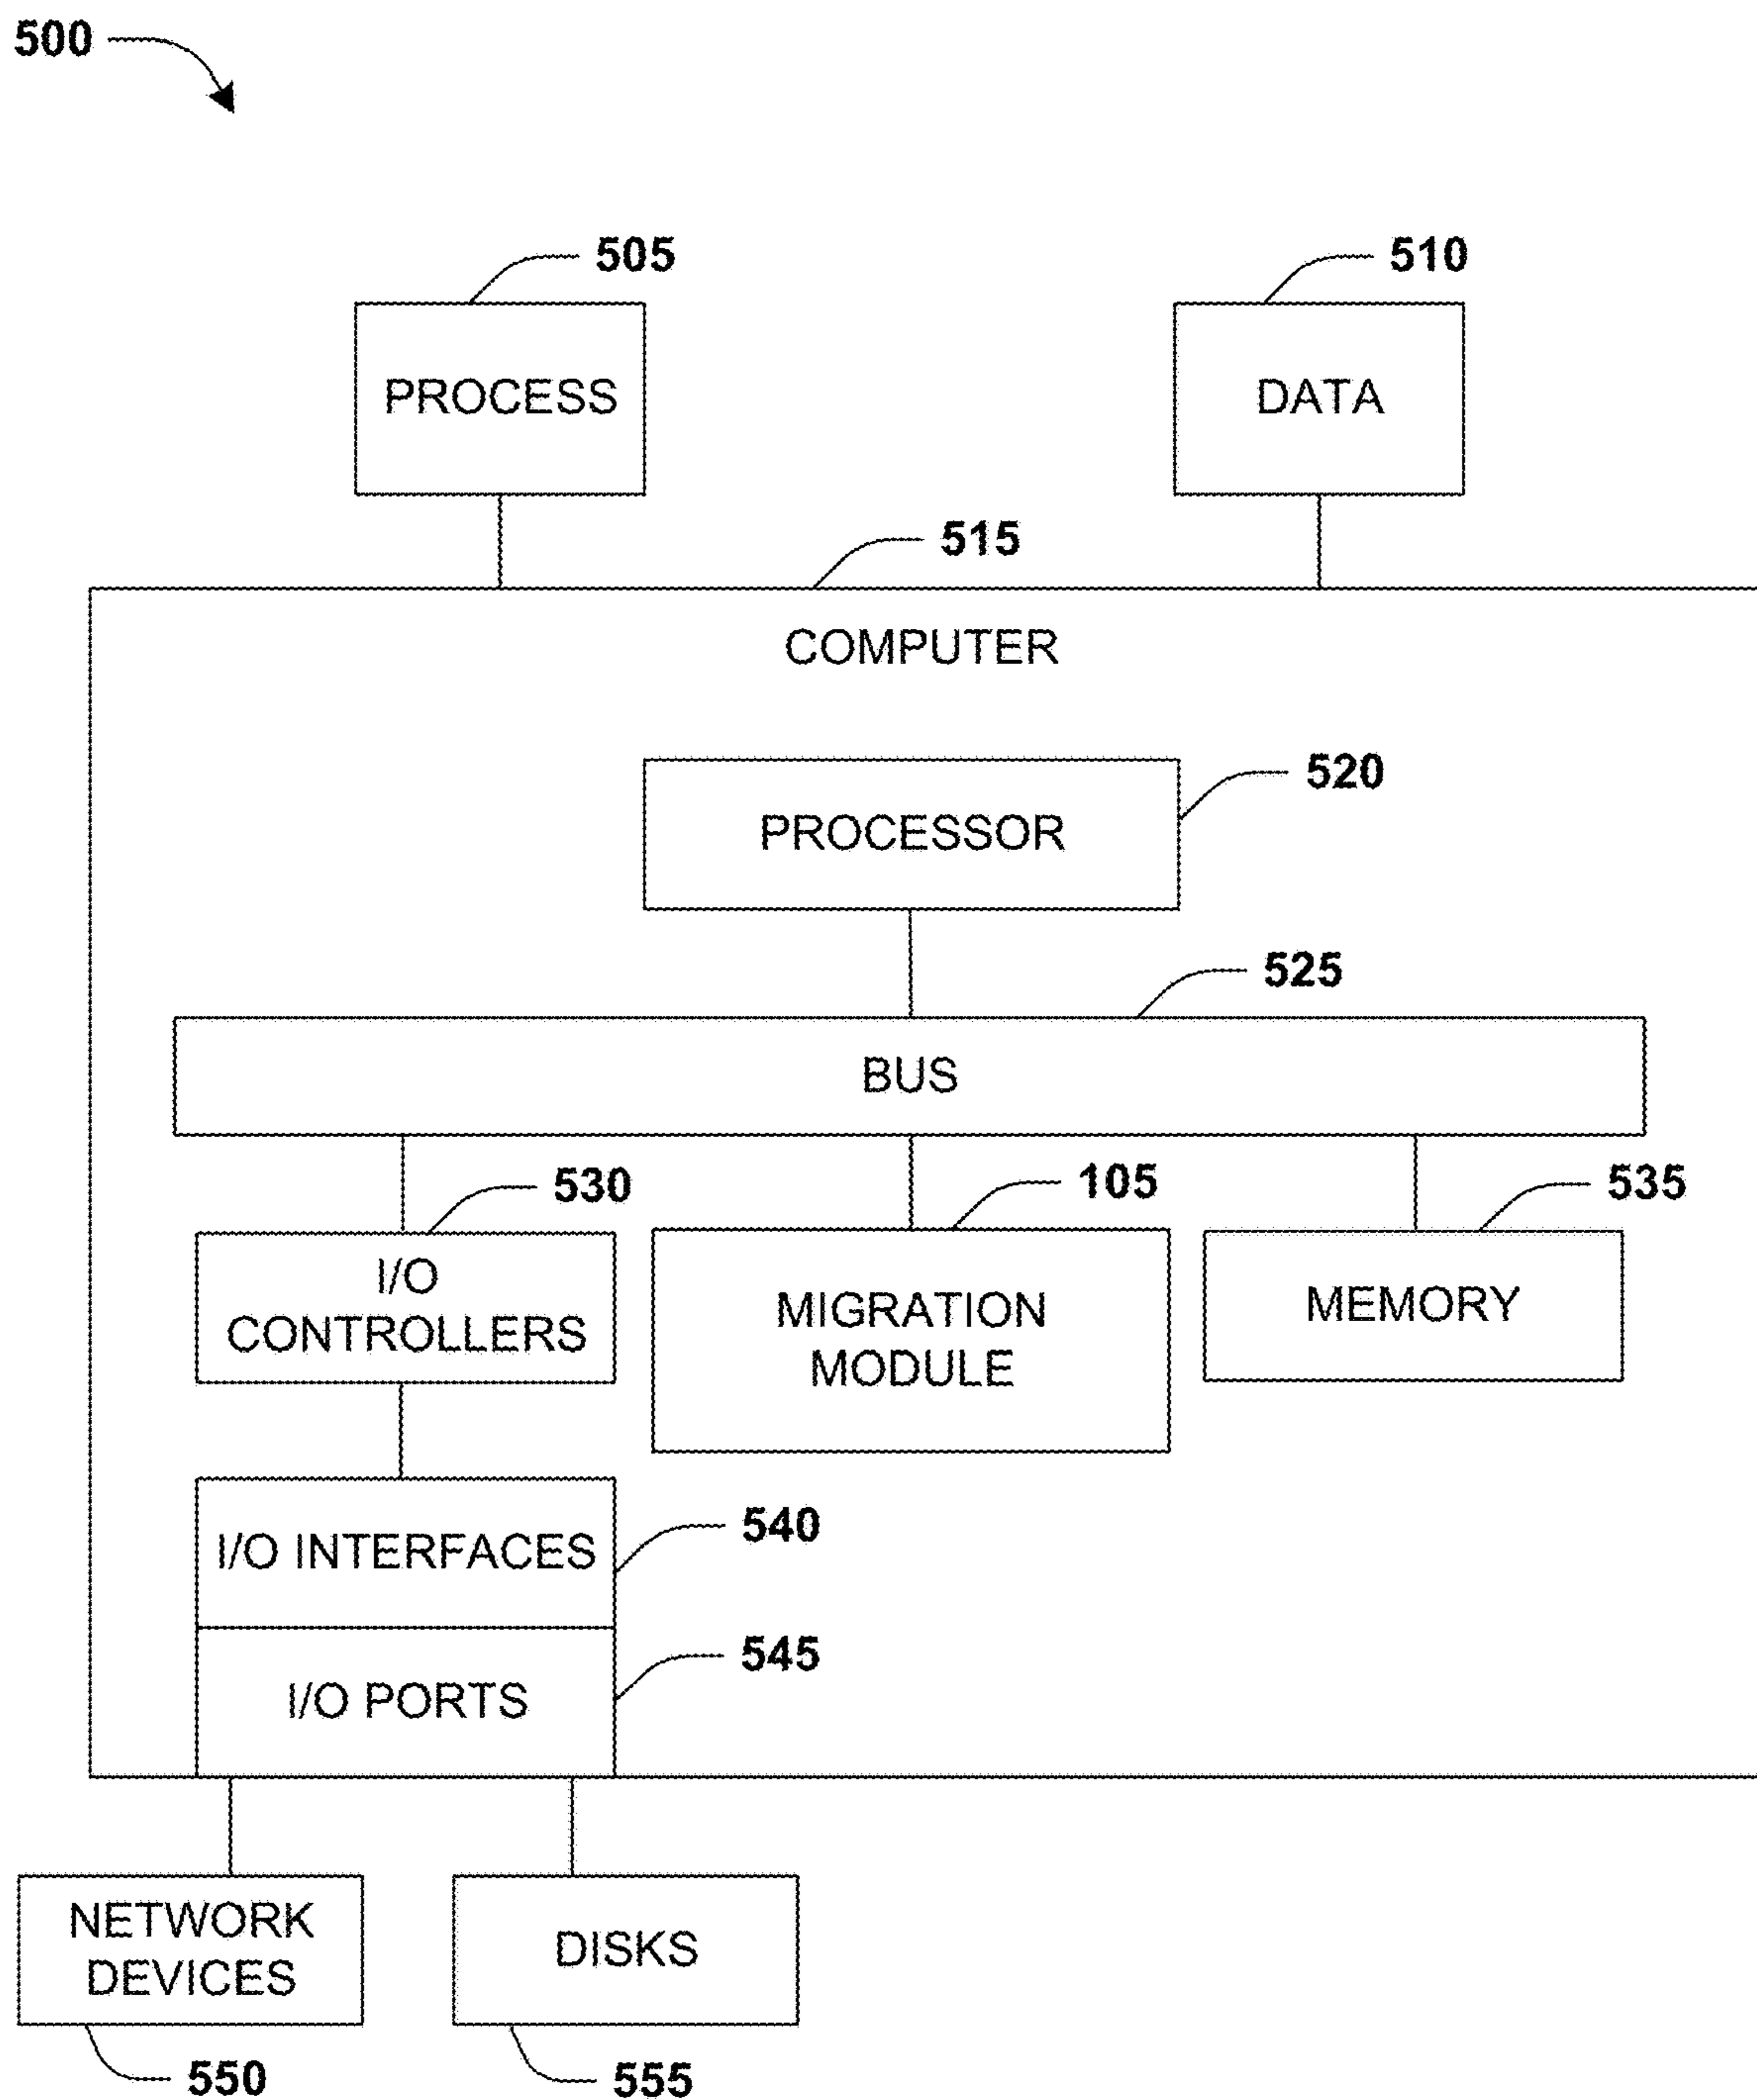 500
505
510
PROCESS
DATA
515
COMPUTER
520
PROCESSOR
525
BUS
530
105
535
I/O
CONTROLLERS
MIGRATION
MODULE
MEMORY
540
I/O INTERFACES
545
I/O PORTS
NETWORK
DEVICES
DISKS
550
555